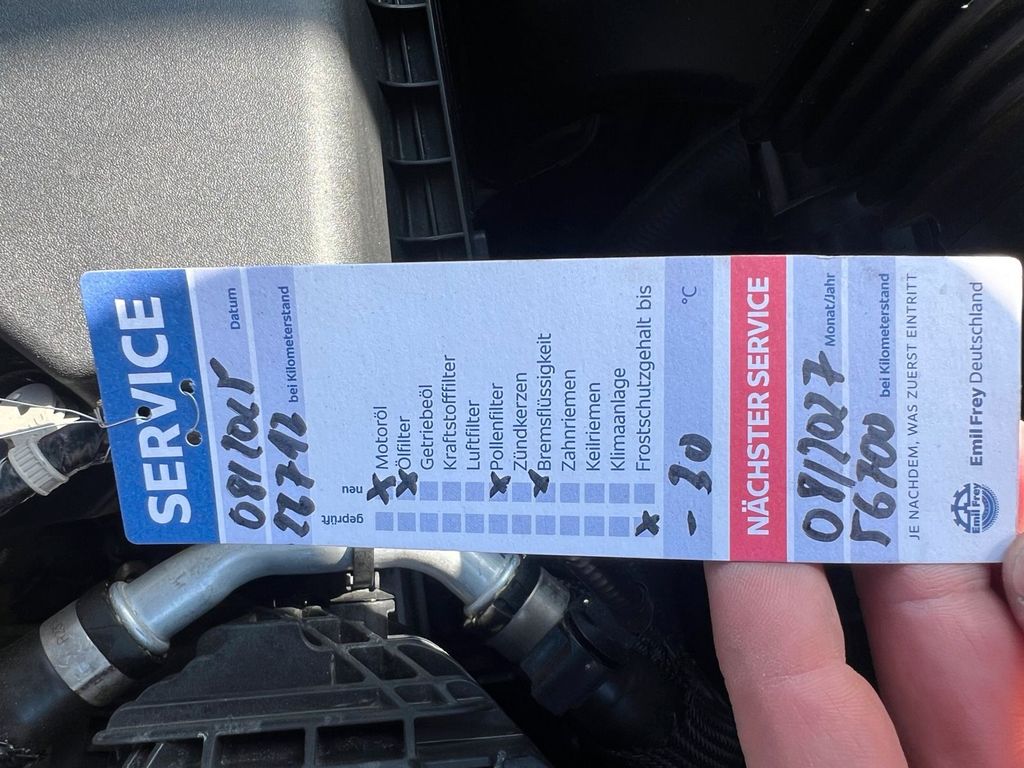 SERVICE
08/2025 Datum
22712 bei Kilometerstand
geprüft neu
x Motoröl
x Ölfilter
Getriebeöl
Kraftstofffilter
Luftfilter
x Pollenfilter
Zündkerzen
x Bremsflüssigkeit
Zahnriemen
Keilriemen
Klimaanlage
x Frostschutzgehalt bis
- 30 °C
NÄCHSTER SERVICE
08/2027 Monat/Jahr
56700 bei Kilometerstand
JE NACHDEM, WAS ZUERST EINTRITT
Emil Frey Emil Frey Deutschland